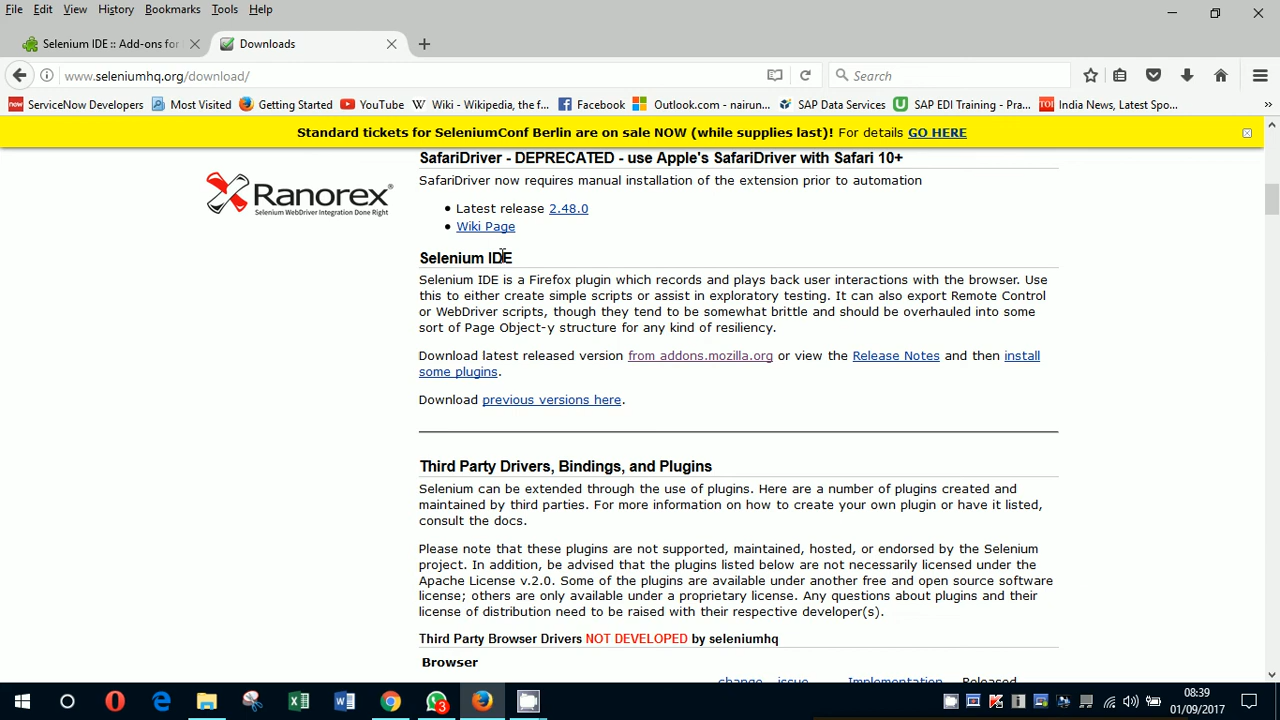 File Edit View History Bookmarks Tools Help
Selenium IDE :: Add-ons for
Downloads
www.seleniumhq.org/download/
Search
ServiceNow Developers Most Visited Getting Started YouTube Wiki - Wikipedia, the f... Facebook Outlook.com - nairun... SAP Data Services SAP EDI Training - Pra... India News, Latest Spo...
Standard tickets for SeleniumConf Berlin are on sale NOW (while supplies last)! For details GO HERE
Ranorex
Selenium WebDriver Integration Done Right
SafariDriver - DEPRECATED - use Apple's SafariDriver with Safari 10+
SafariDriver now requires manual installation of the extension prior to automation
• Latest release 2.48.0
• Wiki Page
Selenium IDE
Selenium IDE is a Firefox plugin which records and plays back user interactions with the browser. Use
this to either create simple scripts or assist in exploratory testing. It can also export Remote Control
or WebDriver scripts, though they tend to be somewhat brittle and should be overhauled into some
sort of Page Object-y structure for any kind of resiliency.
Download latest released version from addons.mozilla.org or view the Release Notes and then install
some plugins.
Download previous versions here.
Third Party Drivers, Bindings, and Plugins
Selenium can be extended through the use of plugins. Here are a number of plugins created and
maintained by third parties. For more information on how to create your own plugin or have it listed,
consult the docs.
Please note that these plugins are not supported, maintained, hosted, or endorsed by the Selenium
project. In addition, be advised that the plugins listed below are not necessarily licensed under the
Apache License v.2.0. Some of the plugins are available under another free and open source software
license; others are only available under a proprietary license. Any questions about plugins and their
license of distribution need to be raised with their respective developer(s).
Third Party Browser Drivers NOT DEVELOPED by seleniumhq
Browser
change issue Implementation Released
3
08:39
01/09/2017